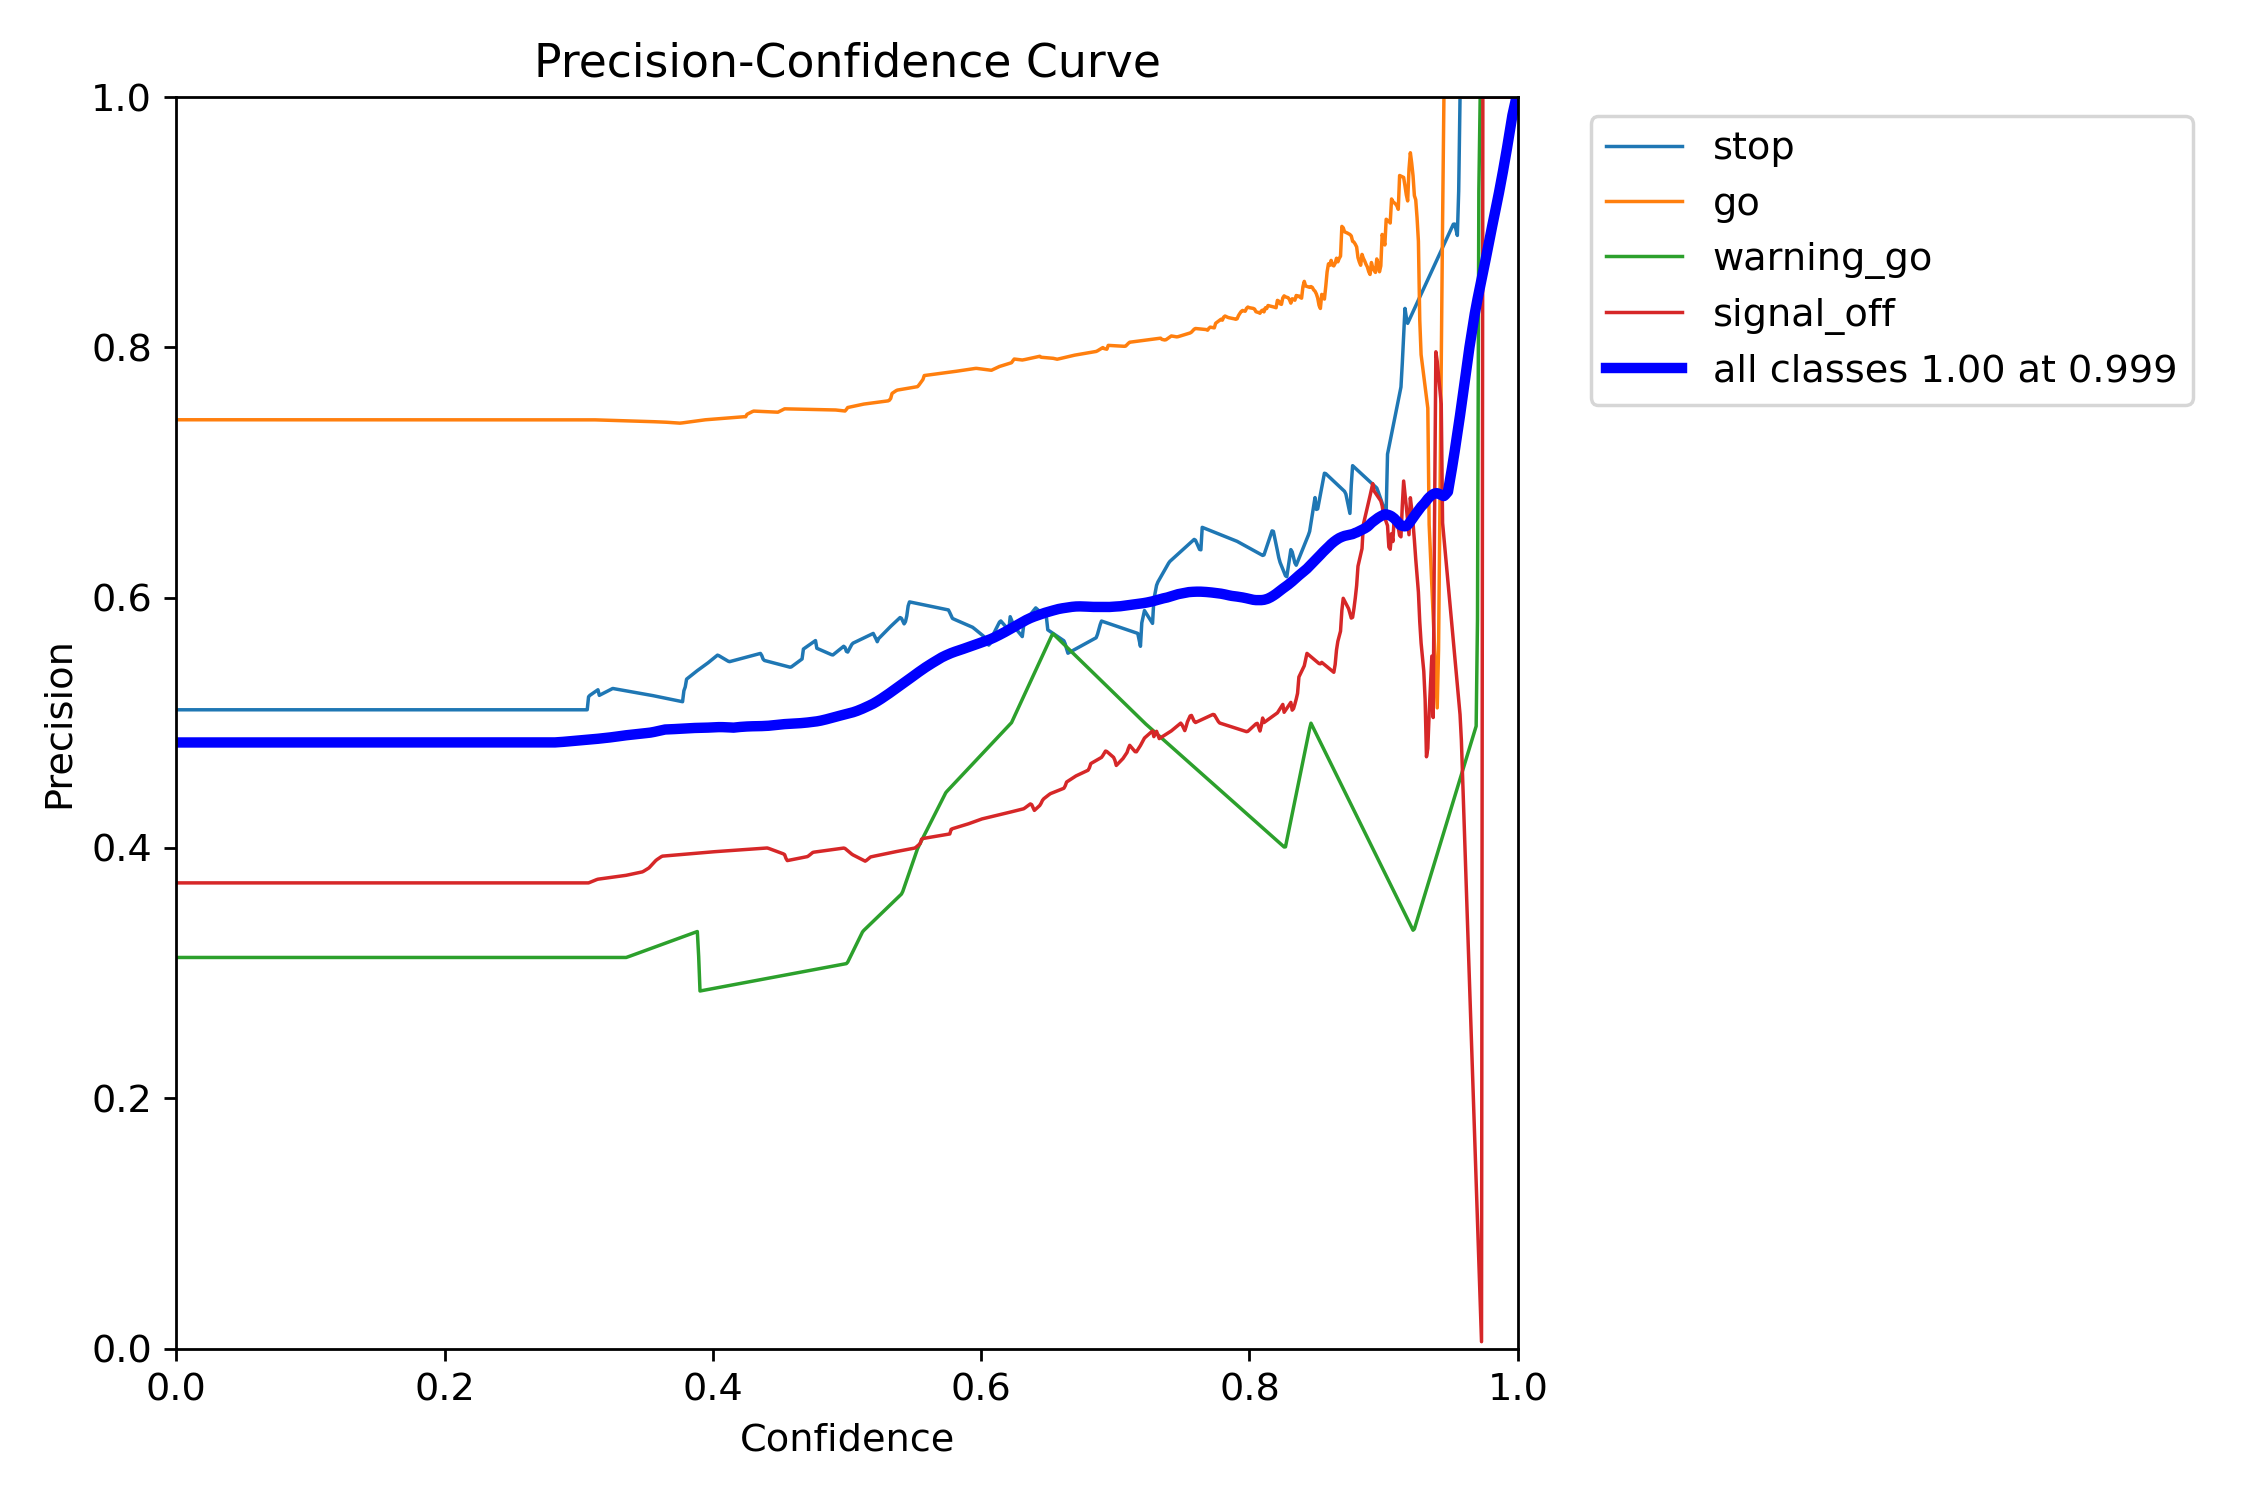 Precision-Confidence Curve
1.0
0.8
0.6
0.4
0.2
0.0
Precision
0.0 0.2 0.4 0.6 0.8 1.0
Confidence
stop
go
warning_go
signal_off
all classes 1.00 at 0.999